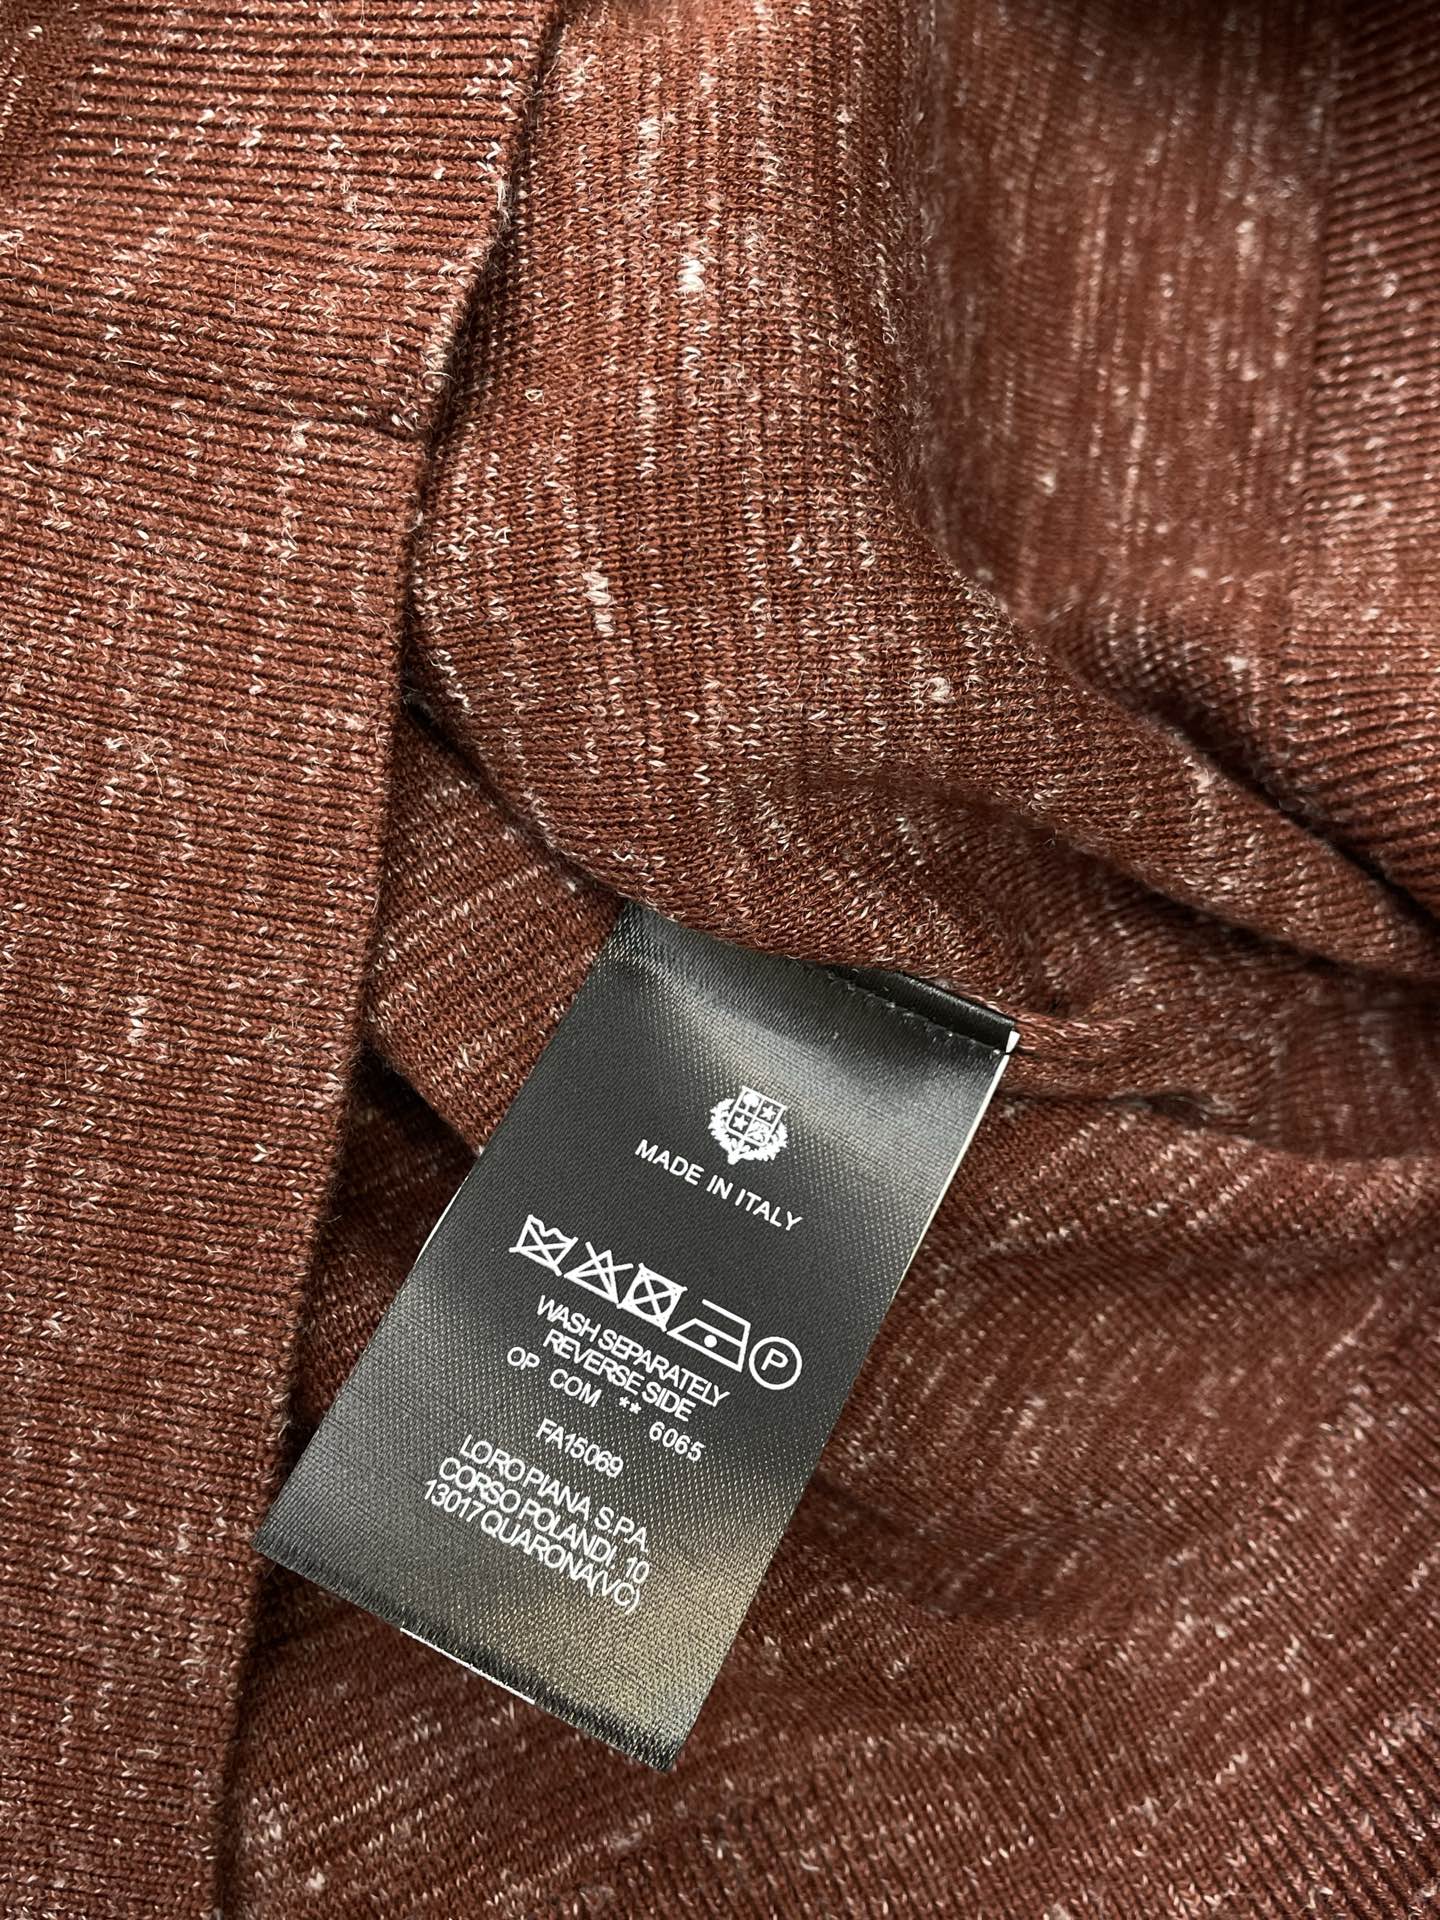 MADE IN ITALY
P
WASH SEPARATELY
REVERSE SIDE
OP COM ** 6065
FA15069
LORO PIANA S.P.A.
CORSO POLANDI, 10
13017 QUARONA(VC)